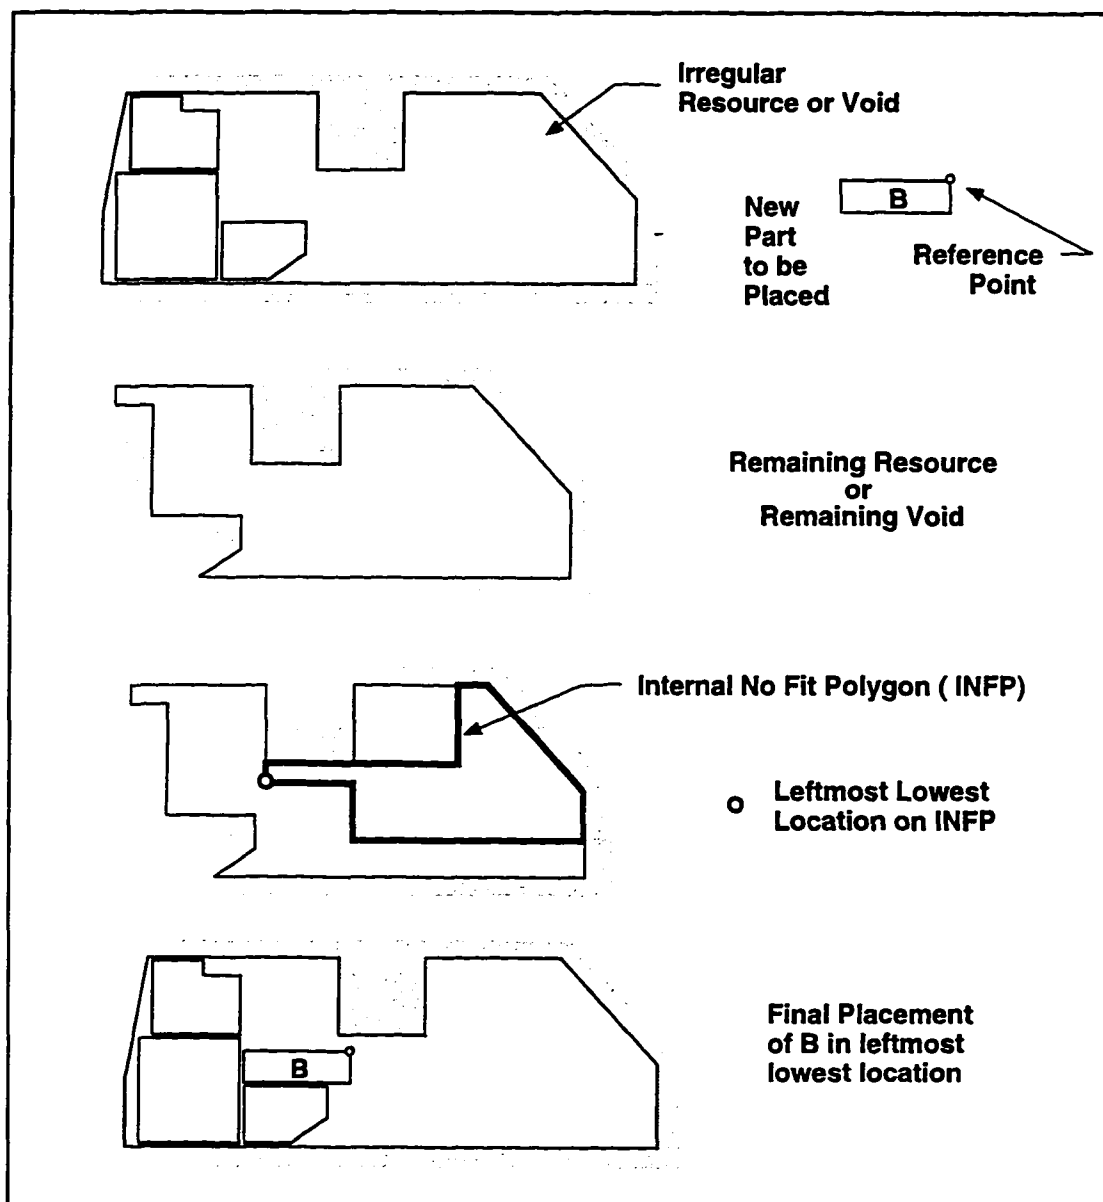 Irregular
Resource or Void
B
New
Part
to be
Placed
Reference
Point
Remaining Resource
or
Remaining Void
Internal No Fit Polygon ( INFP)
Leftmost Lowest
Location on INFP
B
Final Placement
of B in leftmost
lowest location